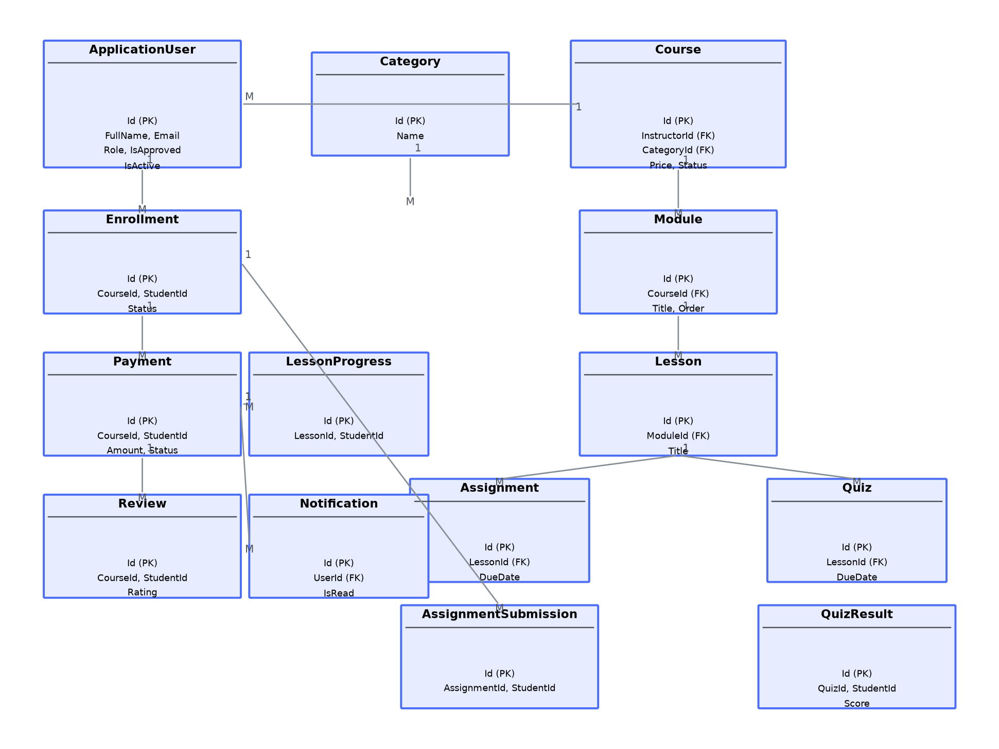 ApplicationUser
Id (PK)
FullName, Email
Role, IsApproved
1
IsActive
Category
Id (PK)
Name
1
M
Course
Id (PK)
InstructorId (FK)
CategoryId (FK)
1
Price, Status
M
1
M
Enrollment
Id (PK)
CourseId, StudentId
1
Status
1
M
Module
Id (PK)
CourseId (FK)
1
Title, Order
M
Payment
Id (PK)
CourseId, StudentId
1
Amount, Status
1
M
LessonProgress
Id (PK)
LessonId, StudentId
M
Lesson
Id (PK)
ModuleId (FK)
1
Title
M
Review
Id (PK)
CourseId, StudentId
Rating
M
Notification
Id (PK)
UserId (FK)
IsRead
M
Assignment
Id (PK)
LessonId (FK)
DueDate
M
Quiz
Id (PK)
LessonId (FK)
DueDate
M
AssignmentSubmission
Id (PK)
AssignmentId, StudentId
QuizResult
Id (PK)
QuizId, StudentId
Score